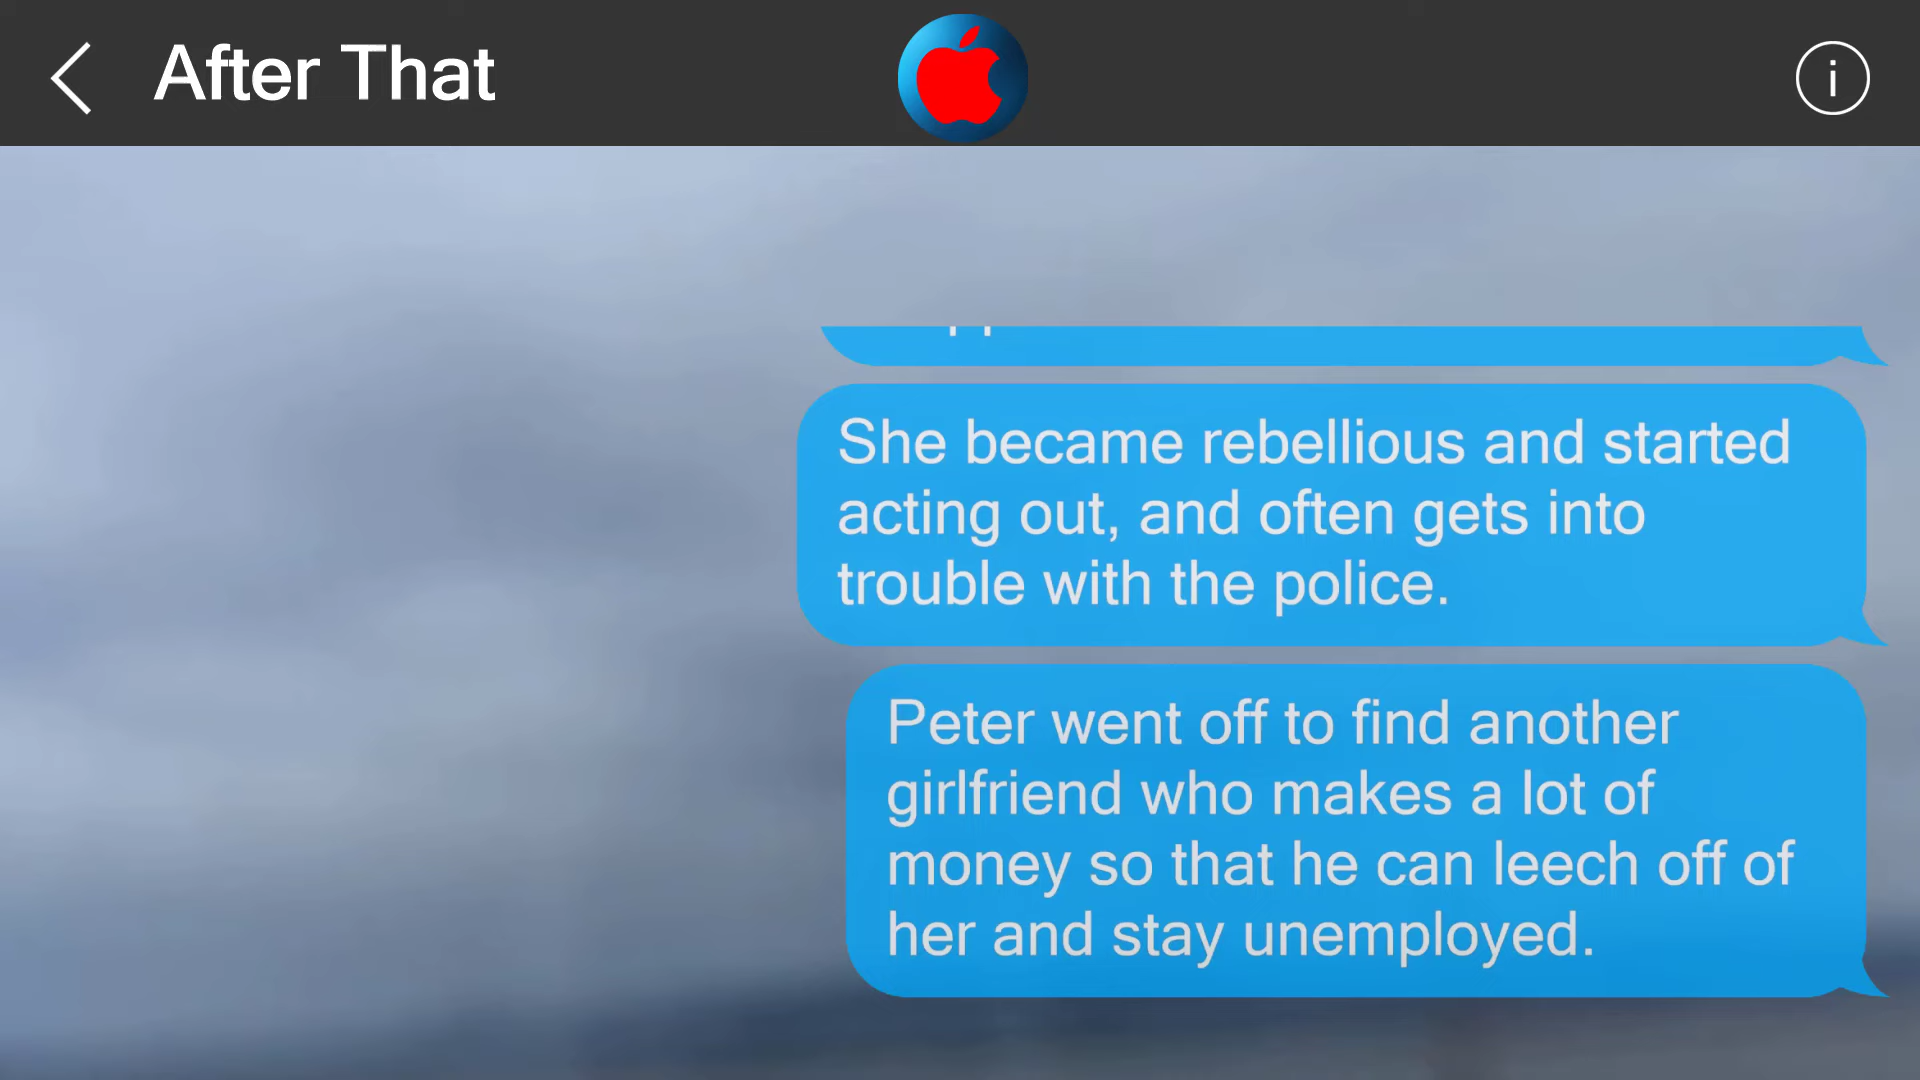 After That
i
She became rebellious and started
acting out, and often gets into
trouble with the police.
Peter went off to find another
girlfriend who makes a lot of
money so that he can leech off of
her and stay unemployed.